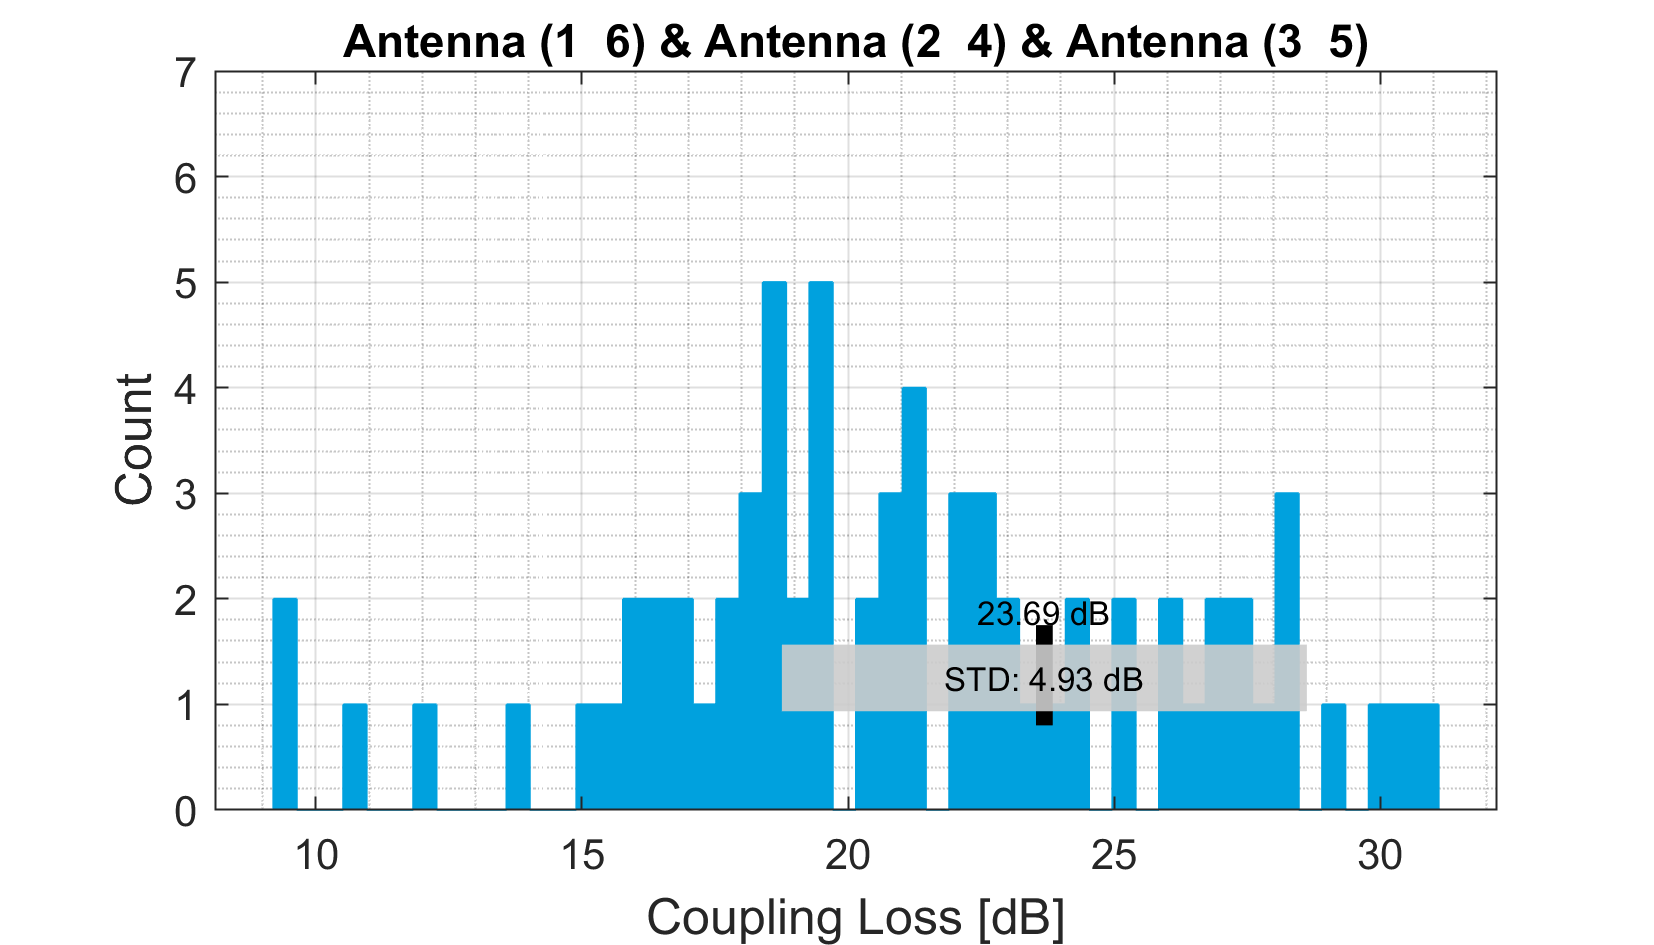 Antenna (1  6) & Antenna (2  4) & Antenna (3  5)
7
6
5
4
3
2
1
0
Count
23.69 dB
STD: 4.93 dB
10 15 20 25 30
Coupling Loss [dB]